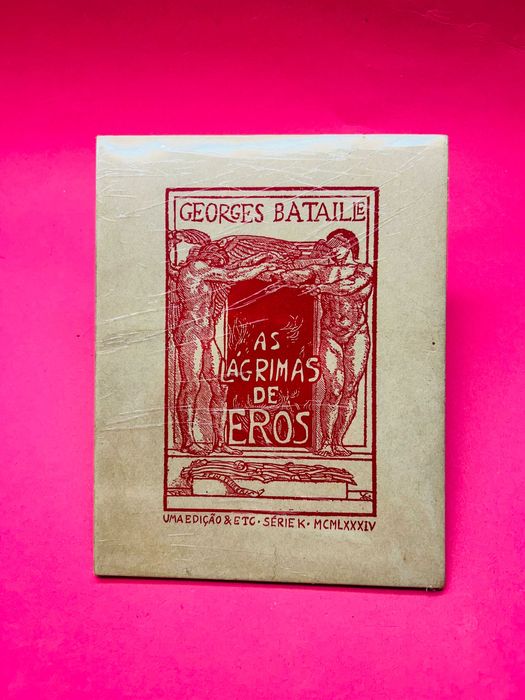 GEORGES BATAILLE
AS
LÁGRIMAS
DE
EROS
UMA EDIÇÃO & ETC · SÉRIE K · MCMLXXXIV